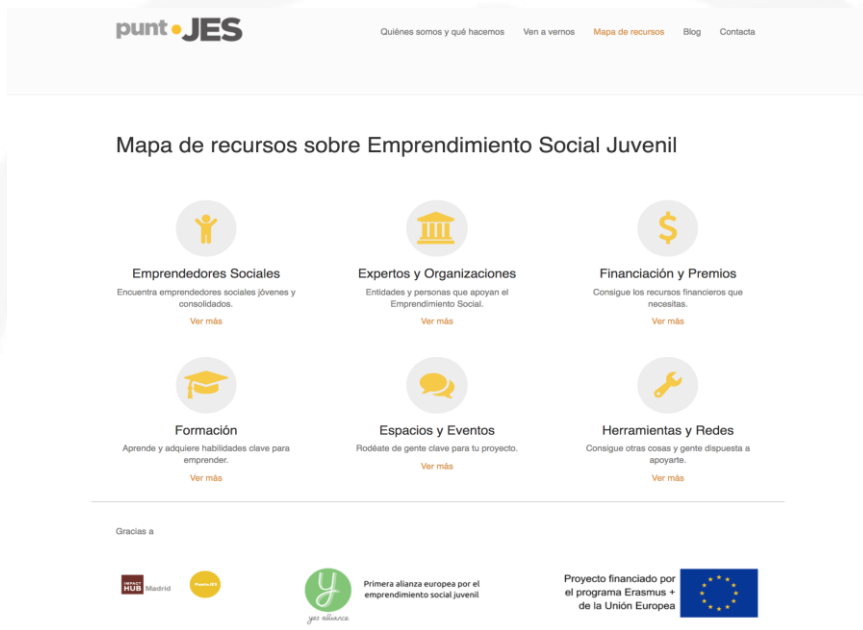 punt JES
Quiénes somos y qué hacemos Ven a vernos Mapa de recursos Blog Contacta
Mapa de recursos sobre Emprendimiento Social Juvenil
Emprendedores Sociales
Encuentra emprendedores sociales jóvenes y
consolidados.
Ver más
Expertos y Organizaciones
Entidades y personas que apoyan el
Emprendimiento Social.
Ver más
Financiación y Premios
Consigue los recursos financieros que
necesitas.
Ver más
Formación
Aprende y adquiere habilidades clave para
emprender.
Ver más
Espacios y Eventos
Rodéate de gente clave para tu proyecto.
Ver más
Herramientas y Redes
Consigue otras cosas y gente dispuesta a
apoyarte.
Ver más
Gracias a
IMPACT
HUB Madrid
yes alliance
Primera alianza europea por el
emprendimiento social juvenil
Proyecto financiado por
el programa Erasmus +
de la Unión Europea